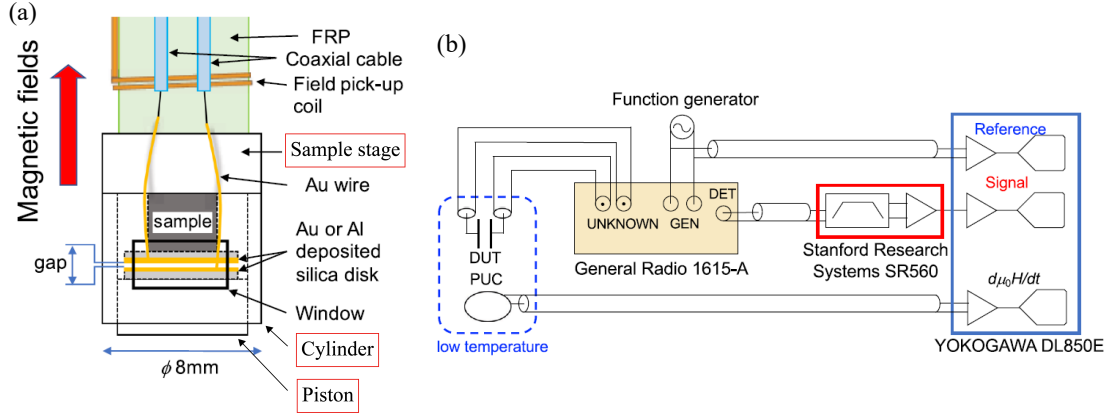 (a)
Magnetic fields
FRP
Coaxial cable
Field pick-up
coil
Sample stage
Au wire
sample
Au or Al
deposited
silica disk
gap
Window
Cylinder
ϕ 8mm
Piston
(b)
Function generator
Reference
Signal
DET
UNKNOWN
GEN
DUT
PUC
General Radio 1615-A
Stanford Research
Systems SR560
dμ₀H/dt
low temperature
YOKOGAWA DL850E